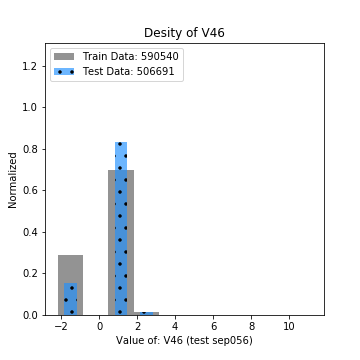 Desity of V46
Train Data: 590540
Test Data: 506691
Normalized
1.2
1.0
0.8
0.6
0.4
0.2
0.0
−2 0 2 4 6 8 10
Value of: V46 (test sep056)